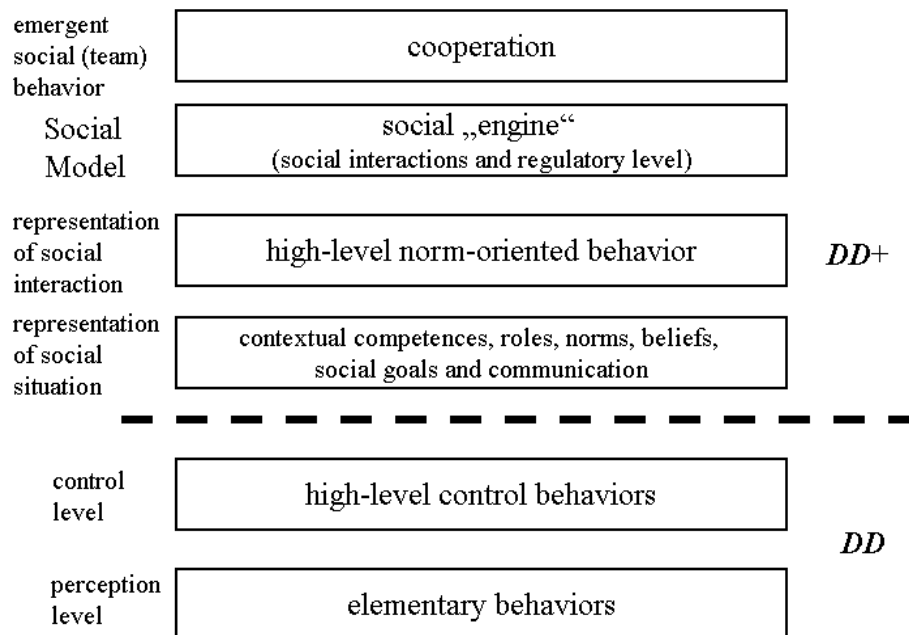 emergent
social (team)
behavior
cooperation
Social
Model
social „engine“
(social interactions and regulatory level)
representation
of social
interaction
high-level norm-oriented behavior
DD+
representation
of social
situation
contextual competences, roles, norms, beliefs,
social goals and communication
control
level
high-level control behaviors
DD
perception
level
elementary behaviors